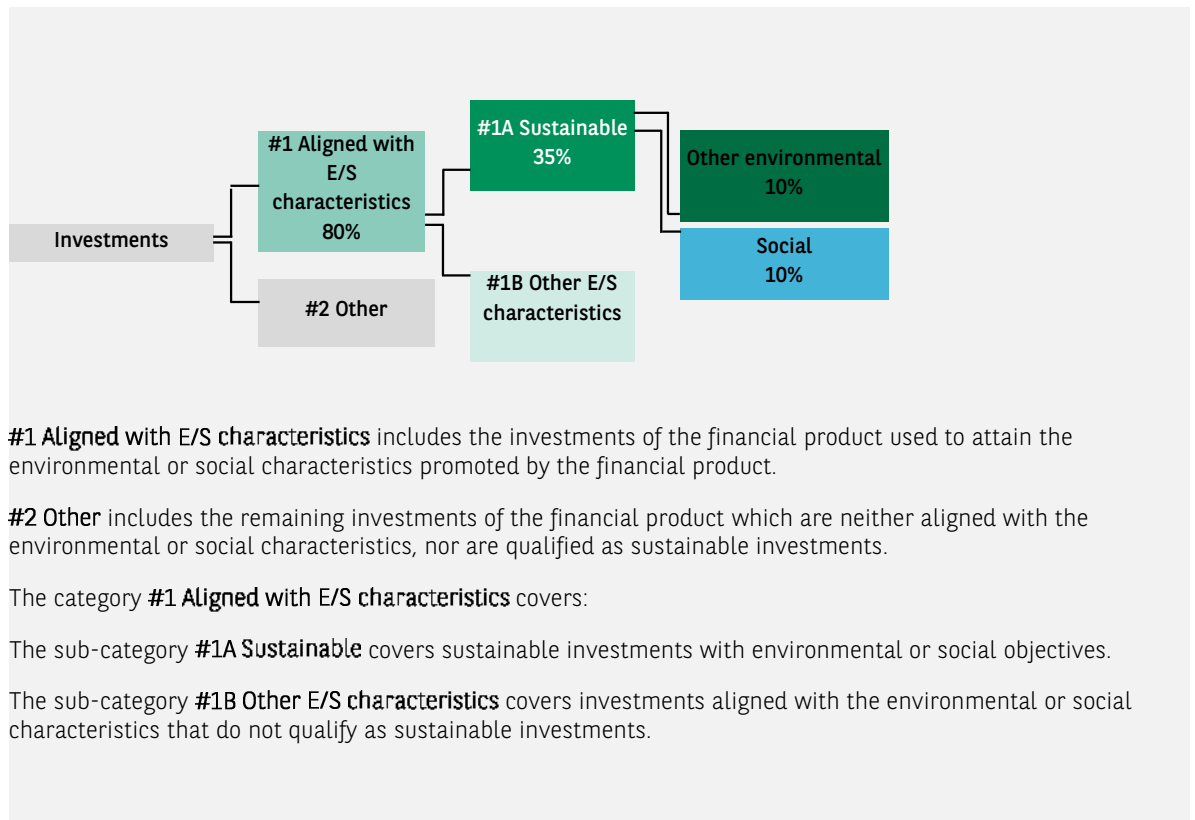 #1A Sustainable
35%
#1 Aligned with
E/S
characteristics
80%
Other environmental
10%
Investments
Social
10%
#2 Other
#1B Other E/S
characteristics
#1 Aligned with E/S characteristics includes the investments of the financial product used to attain the
environmental or social characteristics promoted by the financial product.
#2 Other includes the remaining investments of the financial product which are neither aligned with the
environmental or social characteristics, nor are qualified as sustainable investments.
The category #1 Aligned with E/S characteristics covers:
The sub-category #1A Sustainable covers sustainable investments with environmental or social objectives.
The sub-category #1B Other E/S characteristics covers investments aligned with the environmental or social
characteristics that do not qualify as sustainable investments.